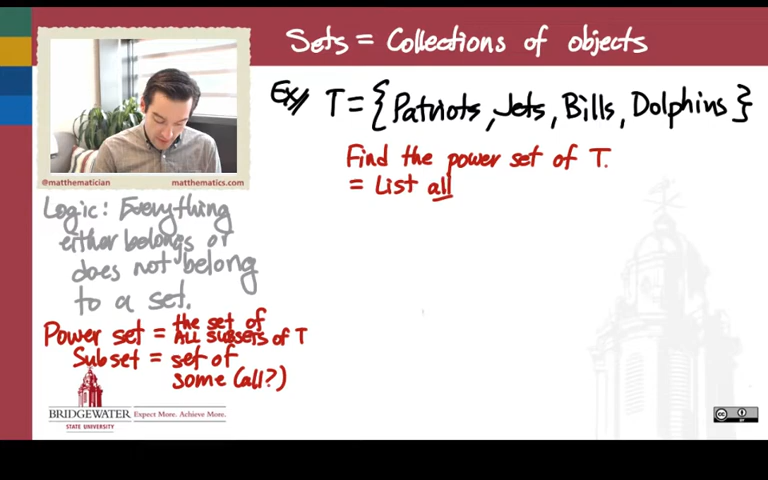 Sets = Collections of objects
Ex/ T = {Patriots, Jets, Bills, Dolphins}
Find the power set of T.
= List all
@matthematician matthematics.com
Logic: Everything
either belongs or
does not belong
to a set.
Power set = the set of
ALL SUBSETS of T
Subset = set of
some (all?)
BRIDGEWATER
STATE UNIVERSITY
Expect More. Achieve More.
cc
BY